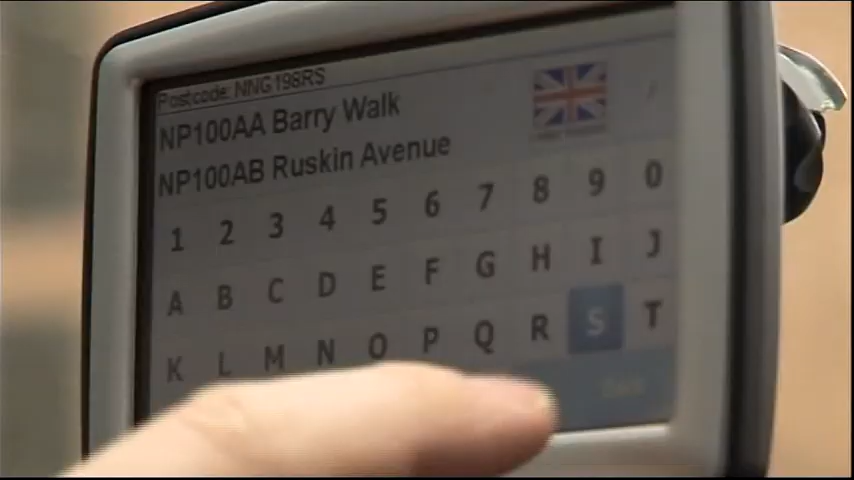 Postcode: NNG198RS
NP100AA Barry Walk
NP100AB Ruskin Avenue
1 2 3 4 5 6 7 8 9 0
A B C D E F G H I J
K L M N O P Q R S T